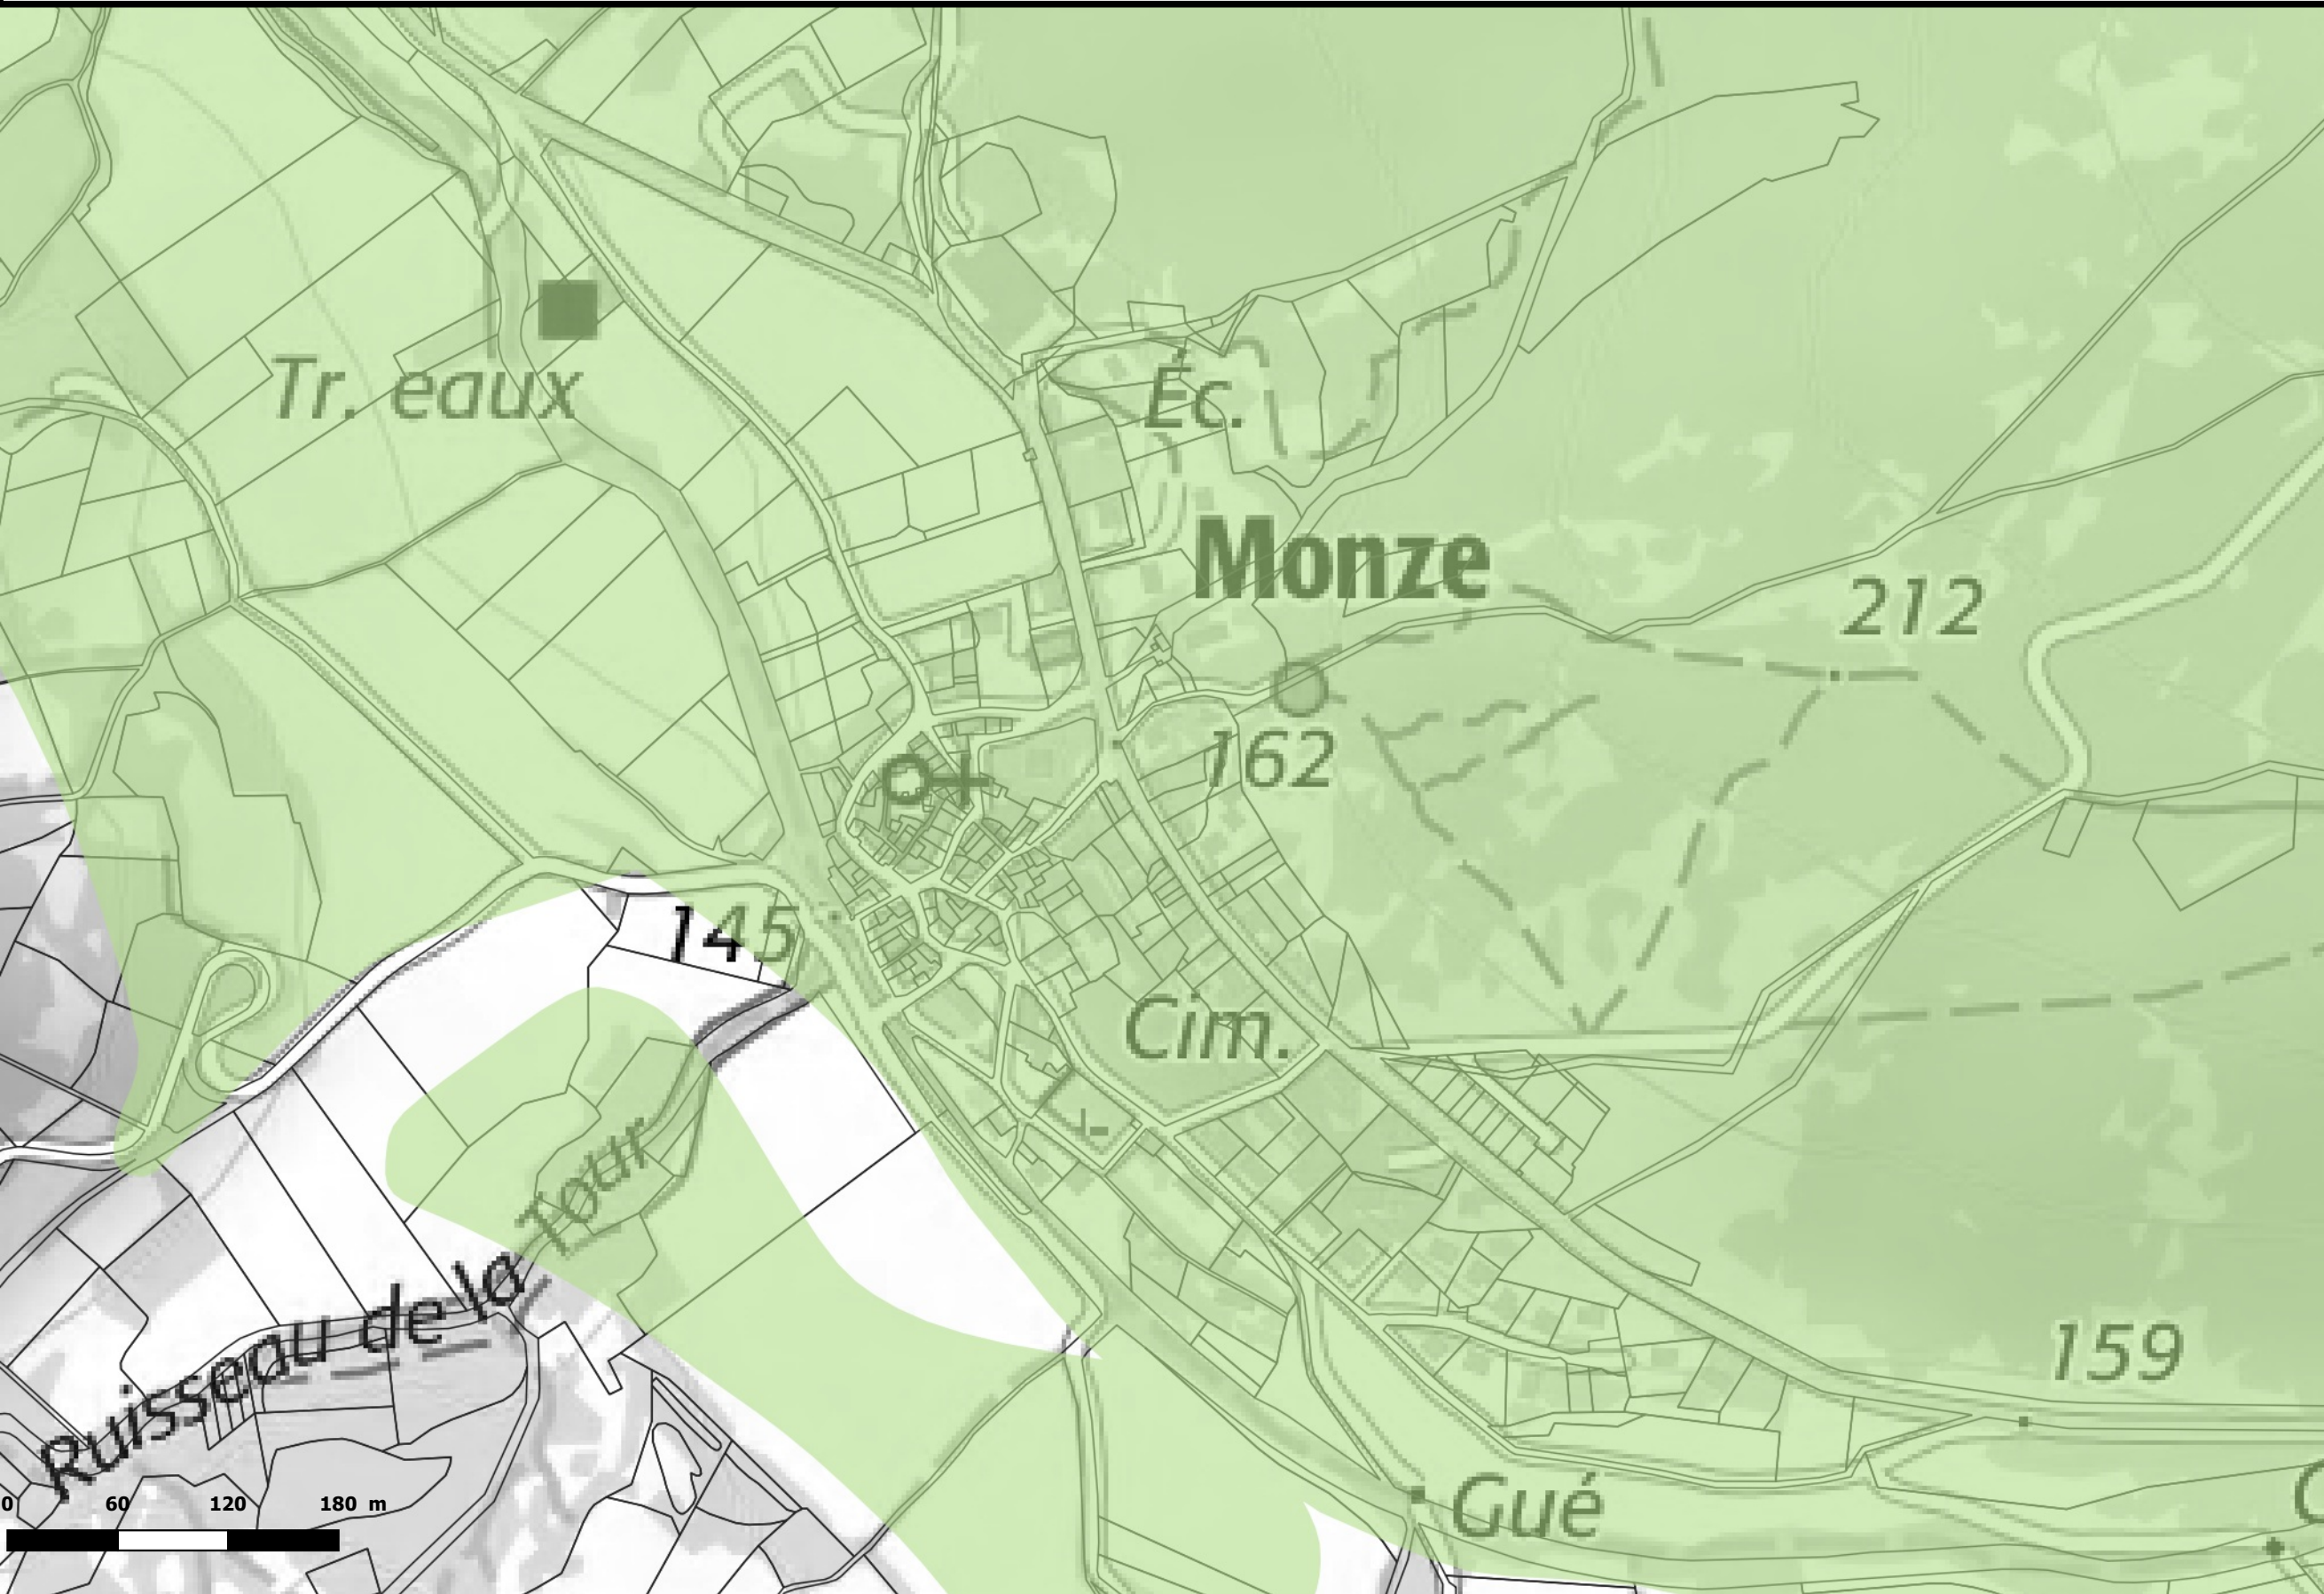 Tr. eaux
Éc.
Monze
212
162
145
Cim.
Ruisseau de la Tour
159
Gué
0 60 120 180 m